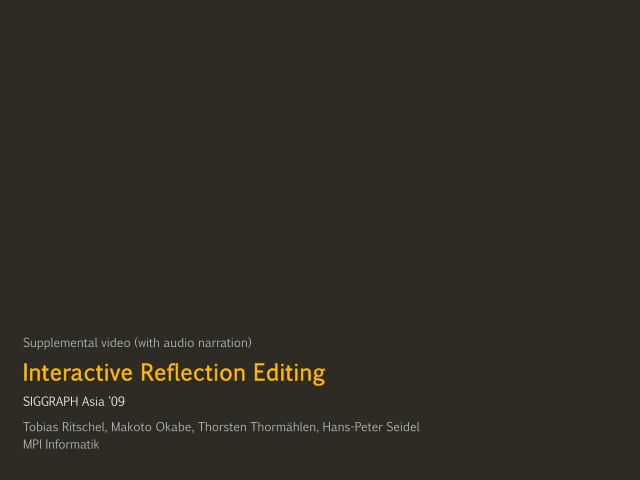 Supplemental video (with audio narration)
Interactive Reflection Editing
SIGGRAPH Asia '09
Tobias Ritschel, Makoto Okabe, Thorsten Thormählen, Hans-Peter Seidel
MPI Informatik